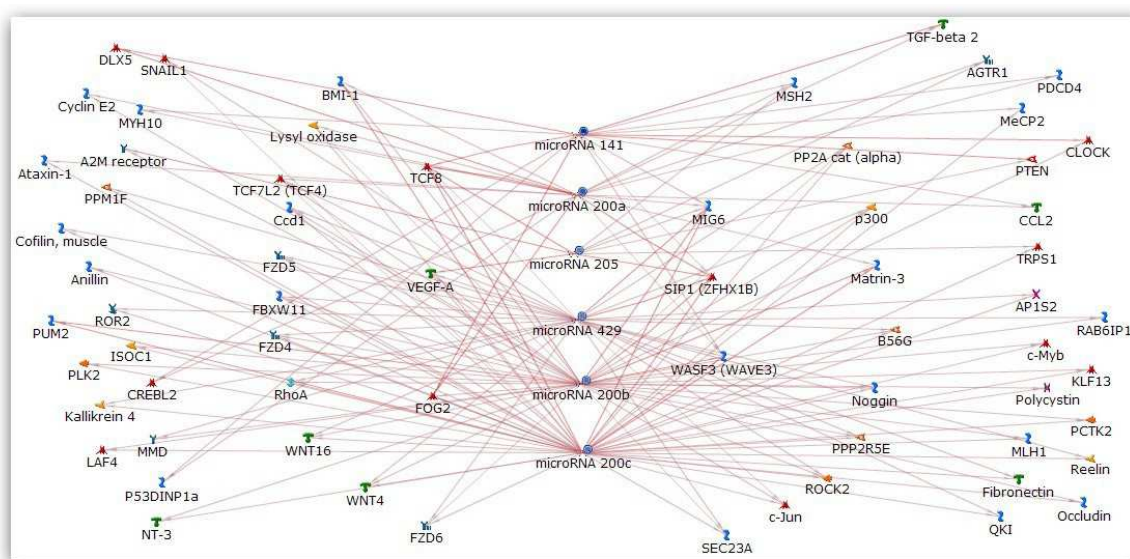 TGF-beta 2
DLX5
SNAIL1
AGTR1
PDCD4
BMI-1
MSH2
Cyclin E2
MYH10
MeCP2
Lysyl oxidase
microRNA 141
A2M receptor
PP2A cat (alpha)
CLOCK
PTEN
Ataxin-1
TCF8
PPM1F
TCF7L2 (TCF4)
microRNA 200a
Ccd1
MIG6
p300
CCL2
Cofilin, muscle
FZD5
microRNA 205
TRPS1
Anillin
VEGF-A
SIP1 (ZFHX1B)
Matrin-3
FBXW11
AP1S2
ROR2
microRNA 429
RAB6IP1
PUM2
FZD4
B56G
ISOC1
c-Myb
WASF3 (WAVE3)
PLK2
CREBL2
RhoA
microRNA 200b
KLF13
Noggin
Polycystin
Kallikrein 4
FOG2
PCTK2
MMD
WNT16
PPP2R5E
MLH1
LAF4
microRNA 200c
Reelin
P53DINP1a
WNT4
ROCK2
Fibronectin
Occludin
c-Jun
NT-3
FZD6
QKI
SEC23A